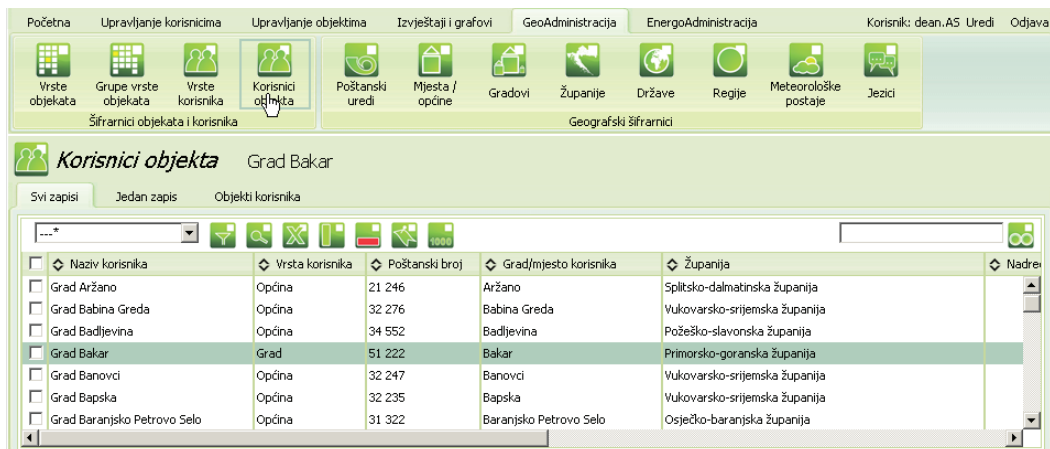 Početna Upravljanje korisnicima Upravljanje objektima Izvještaji i grafovi GeoAdministracija EnergoAdministracija Korisnik: dean.AS Uredi Odjava
Vrste objekata Grupe vrste objekata Vrste korisnika Korisnici objekta Poštanski uredi Mjesta / općine Gradovi Županije Države Regije Meteorološke postaje Jezici
Šifrarnici objekata i korisnika Geografski šifrarnici
Korisnici objekta Grad Bakar
Svi zapisi Jedan zapis Objekti korisnika
---* 1000
Naziv korisnika Vrsta korisnika Poštanski broj Grad/mjesto korisnika Županija Nadre
Grad Aržano Općina 21 246 Aržano Splitsko-dalmatinska županija
Grad Babina Greda Općina 32 276 Babina Greda Vukovarsko-srijemska županija
Grad Badljevina Općina 34 552 Badljevina Požeško-slavonska županija
Grad Bakar Grad 51 222 Bakar Primorsko-goranska županija
Grad Banovci Općina 32 247 Banovci Vukovarsko-srijemska županija
Grad Bapska Općina 32 235 Bapska Vukovarsko-srijemska županija
Grad Baranjsko Petrovo Selo Općina 31 322 Baranjsko Petrovo Selo Osječko-baranjska županija